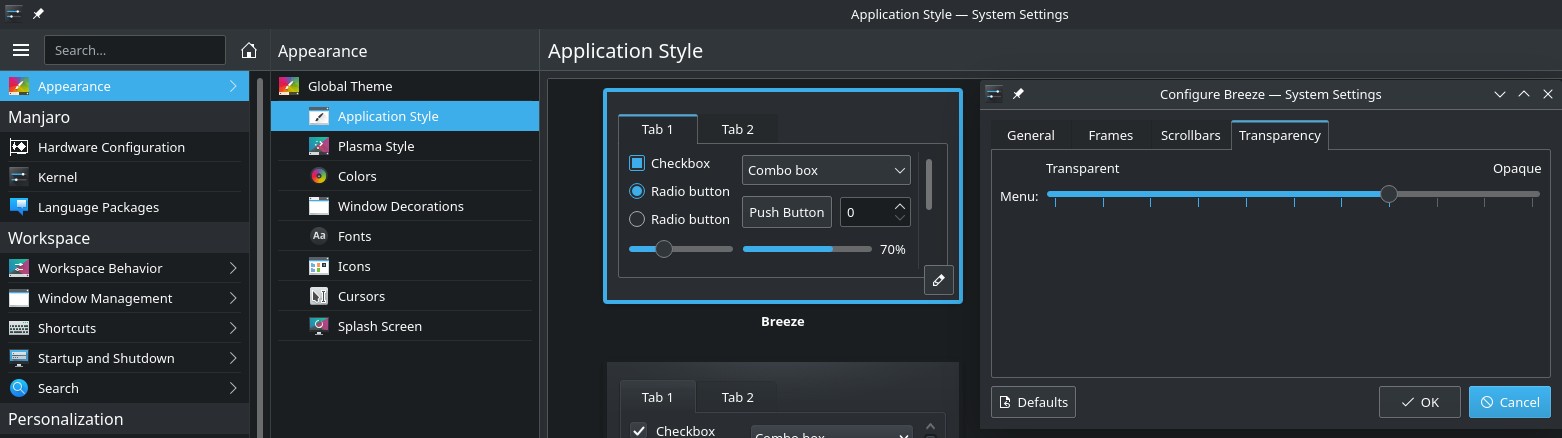 Application Style — System Settings
Search...
Appearance
Manjaro
Hardware Configuration
Kernel
Language Packages
Workspace
Workspace Behavior
Window Management
Shortcuts
Startup and Shutdown
Search
Personalization
Appearance
Global Theme
Application Style
Plasma Style
Colors
Window Decorations
Aa
Fonts
Icons
Cursors
Splash Screen
Application Style
Tab 1 Tab 2
Checkbox Combo box
Radio button
Radio button Push Button 0
70%
Breeze
Tab 1 Tab 2
Checkbox Combo box
Configure Breeze — System Settings
General Frames Scrollbars Transparency
Transparent Opaque
Menu:
Defaults OK Cancel